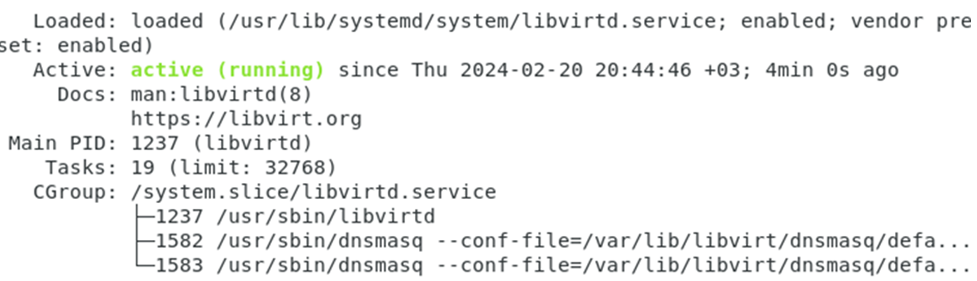 Loaded: loaded (/usr/lib/systemd/system/libvirtd.service; enabled; vendor pre
set: enabled)
Active: active (running) since Thu 2024-02-20 20:44:46 +03; 4min 0s ago
Docs: man:libvirtd(8)
https://libvirt.org
Main PID: 1237 (libvirtd)
Tasks: 19 (limit: 32768)
CGroup: /system.slice/libvirtd.service
├─1237 /usr/sbin/libvirtd
├─1582 /usr/sbin/dnsmasq --conf-file=/var/lib/libvirt/dnsmasq/defa...
└─1583 /usr/sbin/dnsmasq --conf-file=/var/lib/libvirt/dnsmasq/defa...